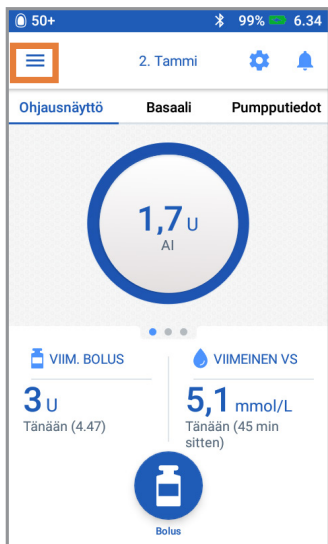 50+ 99% 6.34
2. Tammi
Ohjausnäyttö Basaali Pumpputiedot
1,7 U
AI
VIIM. BOLUS VIIMEINEN VS
3 U 5,1 mmol/L
Tänään (4.47) Tänään (45 min
sitten)
Bolus